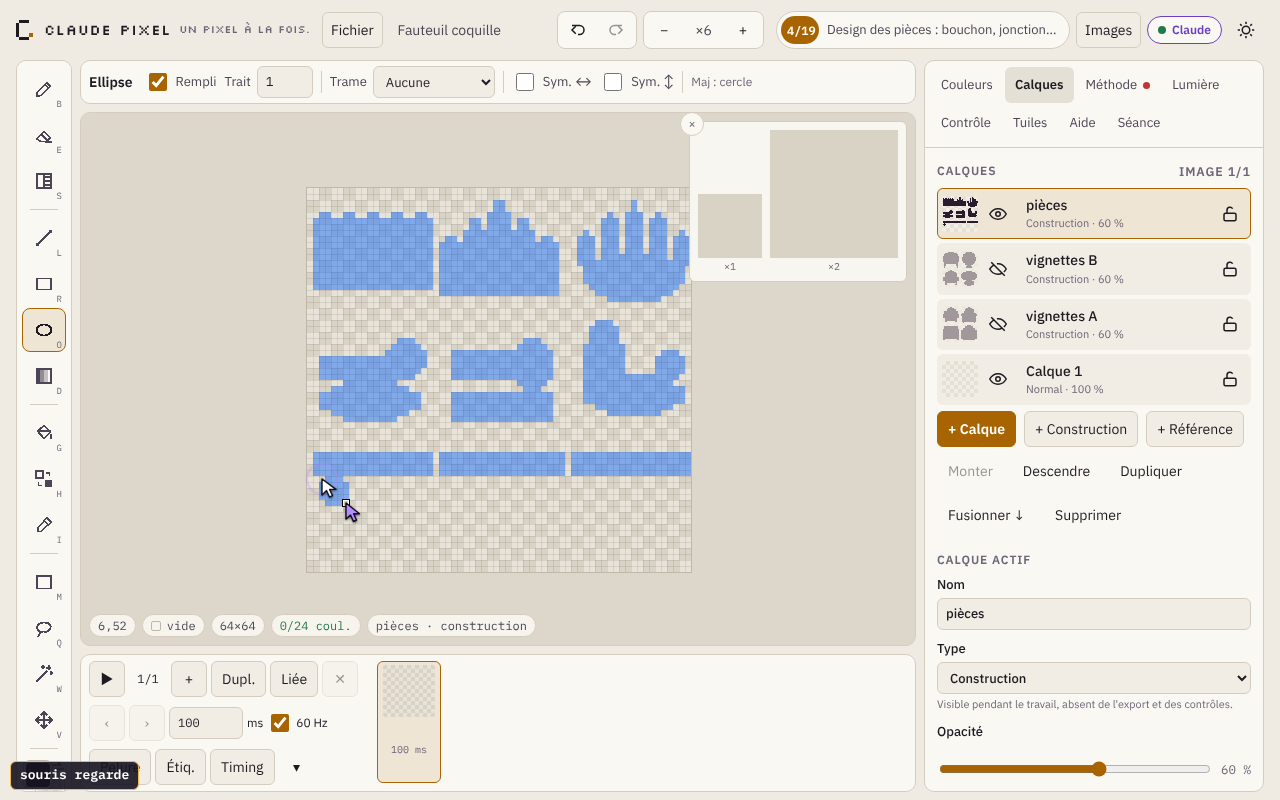 CLAUDE PIXEL UN PIXEL À LA FOIS. Fichier Fauteuil coquille − ×6 + 4/19 Design des pièces : bouchon, jonction… Images Claude
Ellipse Rempli Trait 1 Trame Aucune Sym. ↔ Sym. ↕ Maj : cercle
B
E
S
L
R
O
D
G
H
I
M
Q
W
V
×
×1 ×2
6,52 vide 64×64 0/24 coul. pièces · construction
1/1 + Dupl. Liée ×
‹ › 100 ms 60 Hz
Étiq. Timing
100 ms
souris regarde
Couleurs Calques Méthode Lumière
Contrôle Tuiles Aide Séance
CALQUES IMAGE 1/1
pièces
Construction · 60 %
vignettes B
Construction · 60 %
vignettes A
Construction · 60 %
Calque 1
Normal · 100 %
+ Calque + Construction + Référence
Monter Descendre Dupliquer
Fusionner ↓ Supprimer
CALQUE ACTIF
Nom
pièces
Type
Construction
Visible pendant le travail, absent de l'export et des contrôles.
Opacité
60 %